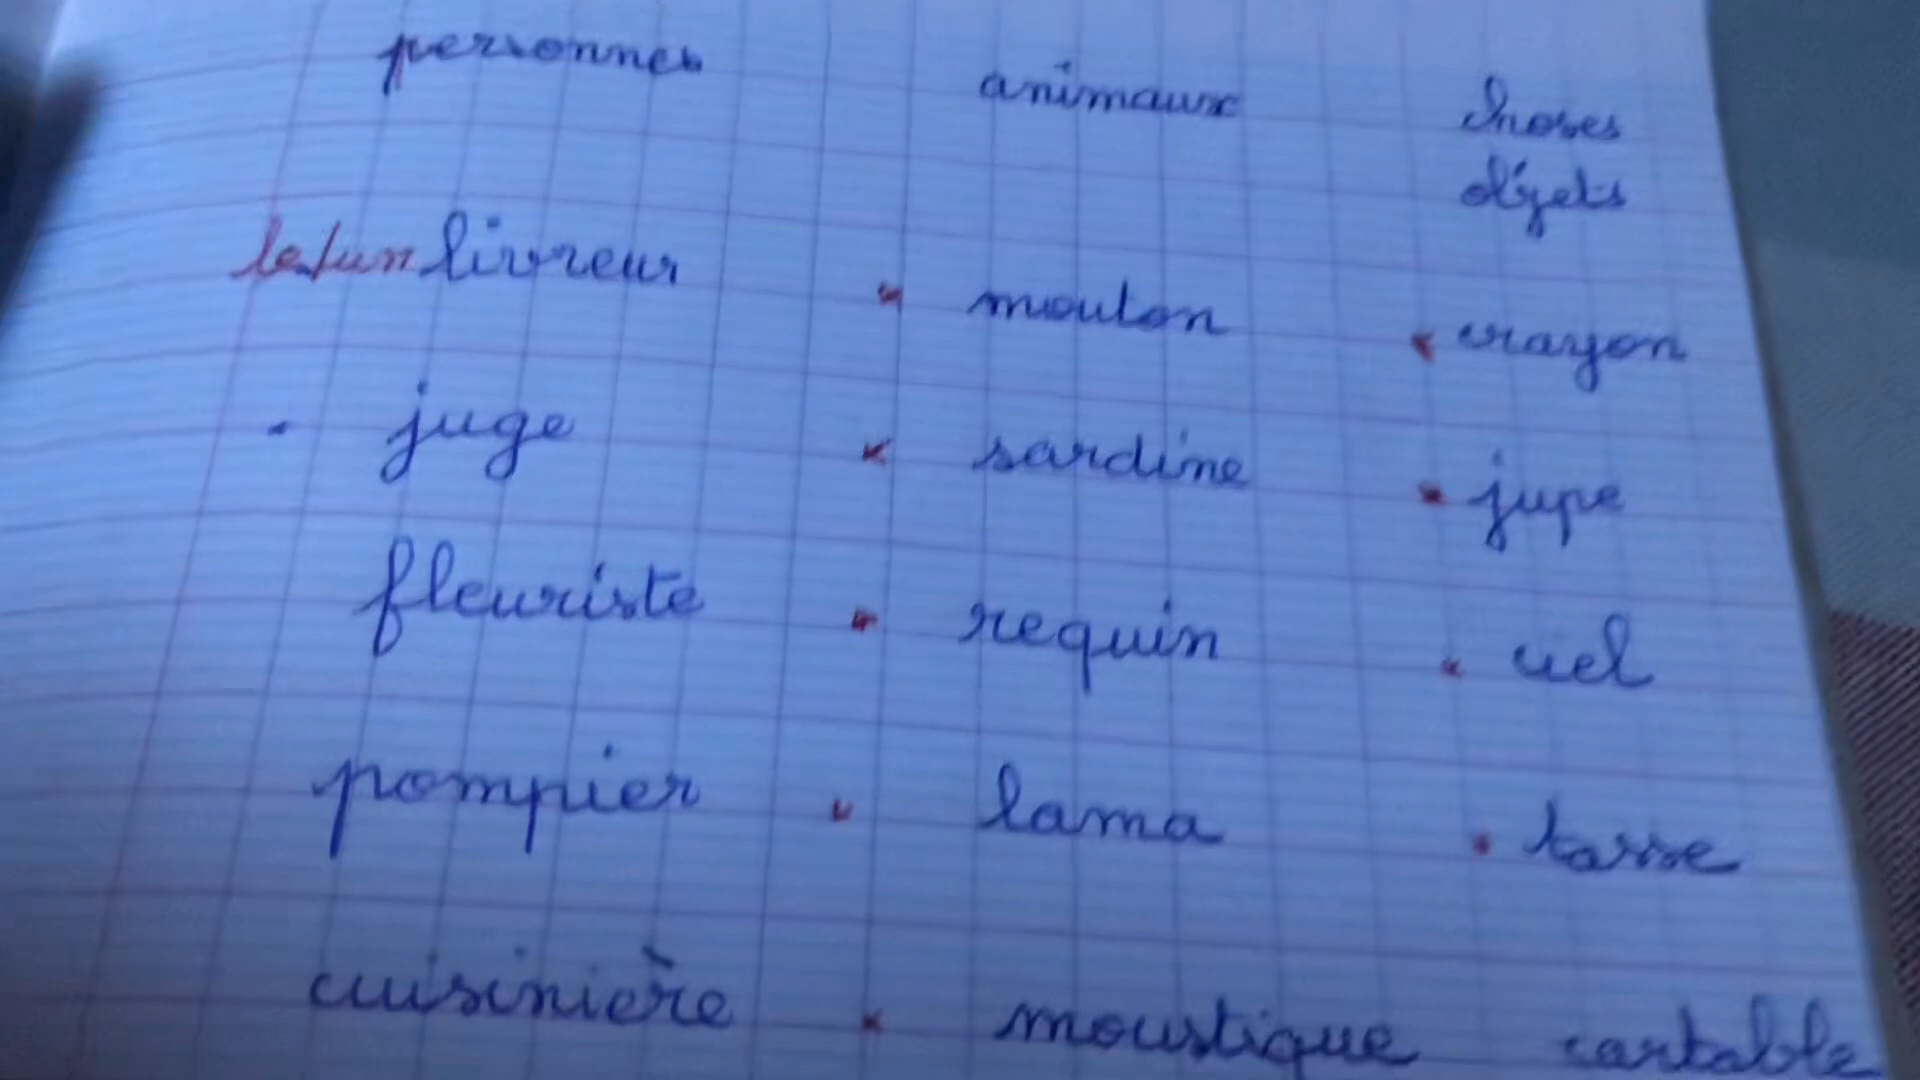 personnes animaux choses
objets
le/un livreur mouton crayon
juge sardine jupe
fleuriste requin ciel
pompier lama tasse
cuisinière moustique cartable